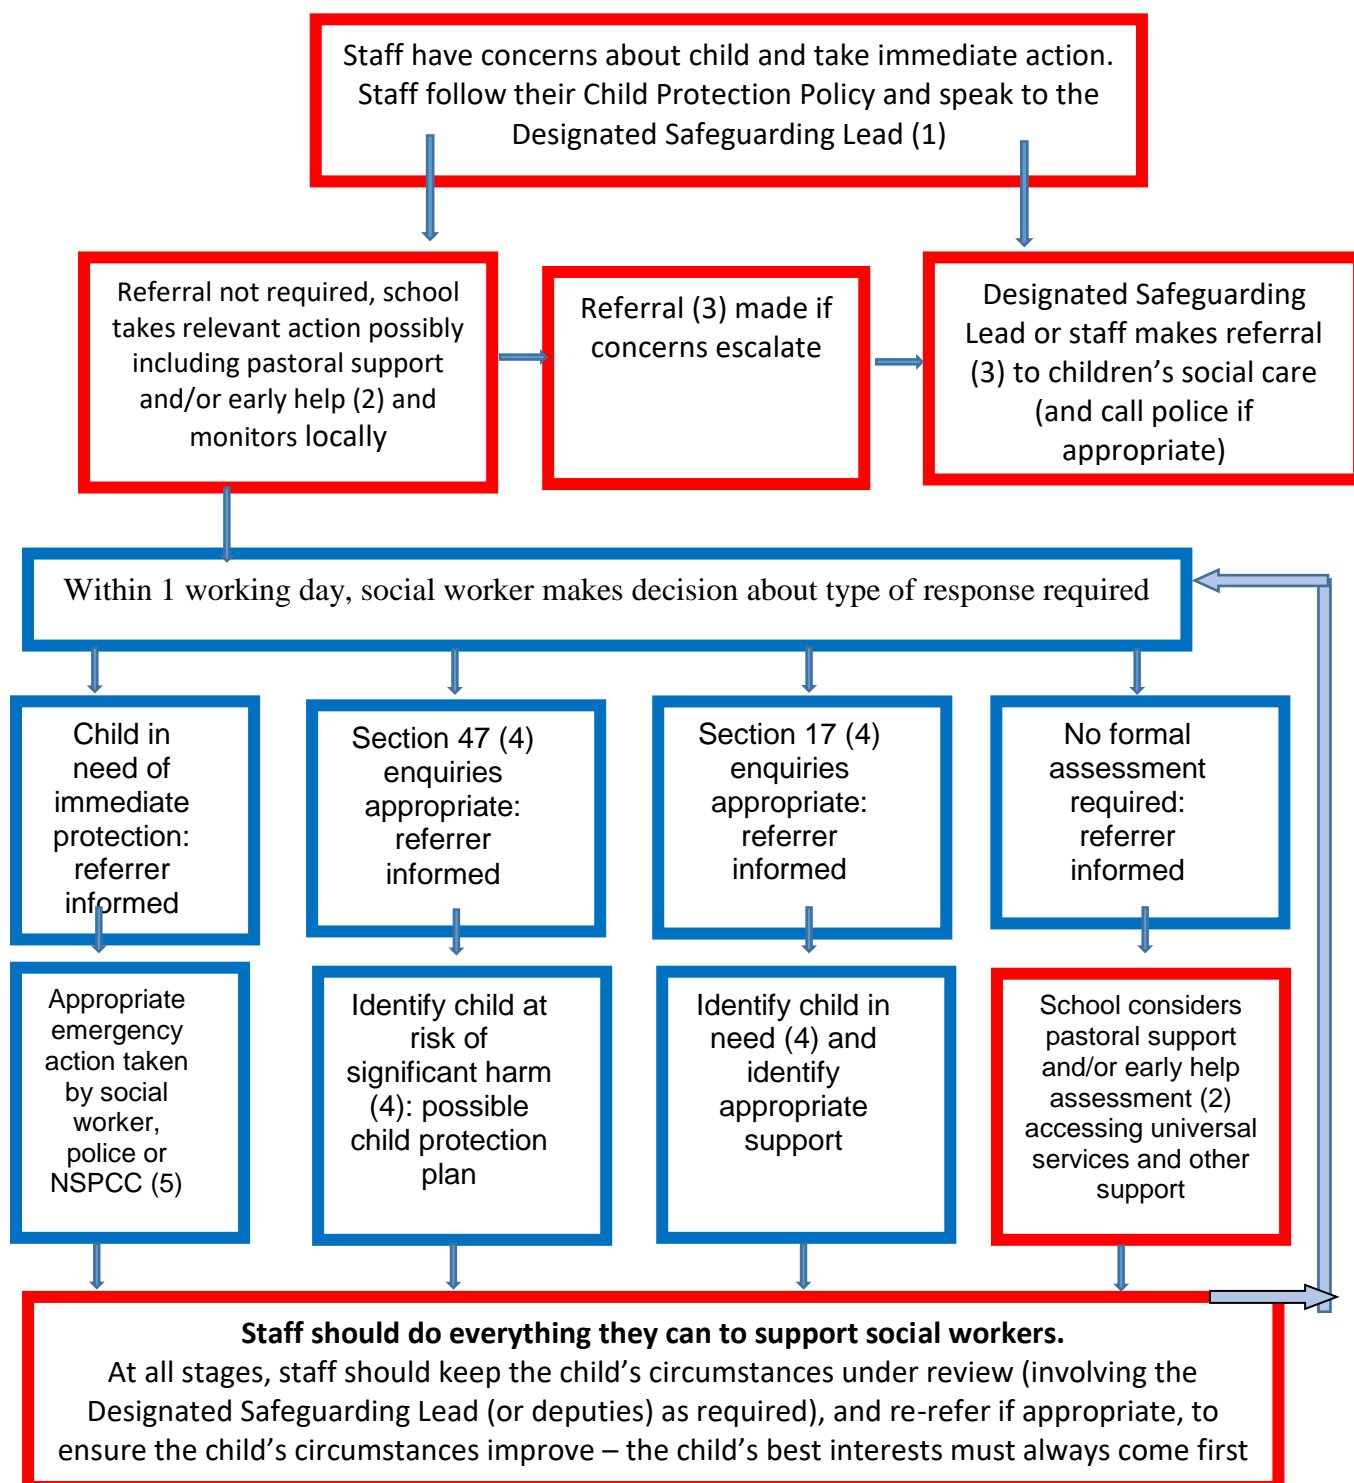 Staff have concerns about child and take immediate action.
Staff follow their Child Protection Policy and speak to the
Designated Safeguarding Lead (1)
Referral not required, school
takes relevant action possibly
including pastoral support
and/or early help (2) and
monitors locally
Referral (3) made if
concerns escalate
Designated Safeguarding
Lead or staff makes referral
(3) to children’s social care
(and call police if
appropriate)
Within 1 working day, social worker makes decision about type of response required
Child in
need of
immediate
protection:
referrer
informed
Section 47 (4)
enquiries
appropriate:
referrer
informed
Section 17 (4)
enquiries
appropriate:
referrer
informed
No formal
assessment
required:
referrer
informed
Appropriate
emergency
action taken
by social
worker,
police or
NSPCC (5)
Identify child at
risk of
significant harm
(4): possible
child protection
plan
Identify child in
need (4) and
identify
appropriate
support
School considers
pastoral support
and/or early help
assessment (2)
accessing universal
services and other
support
Staff should do everything they can to support social workers.
At all stages, staff should keep the child’s circumstances under review (involving the
Designated Safeguarding Lead (or deputies) as required), and re-refer if appropriate, to
ensure the child’s circumstances improve – the child’s best interests must always come first